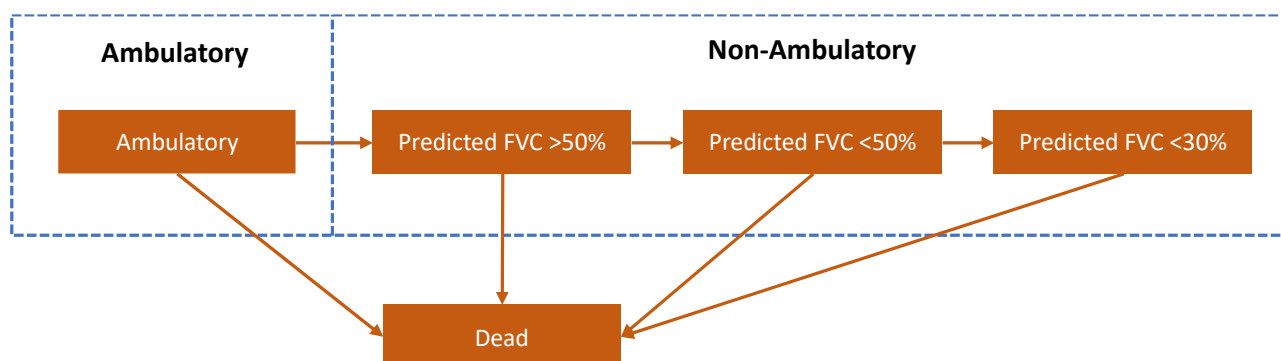 Ambulatory
Non-Ambulatory
Ambulatory
Predicted FVC >50%
Predicted FVC <50%
Predicted FVC <30%
Dead